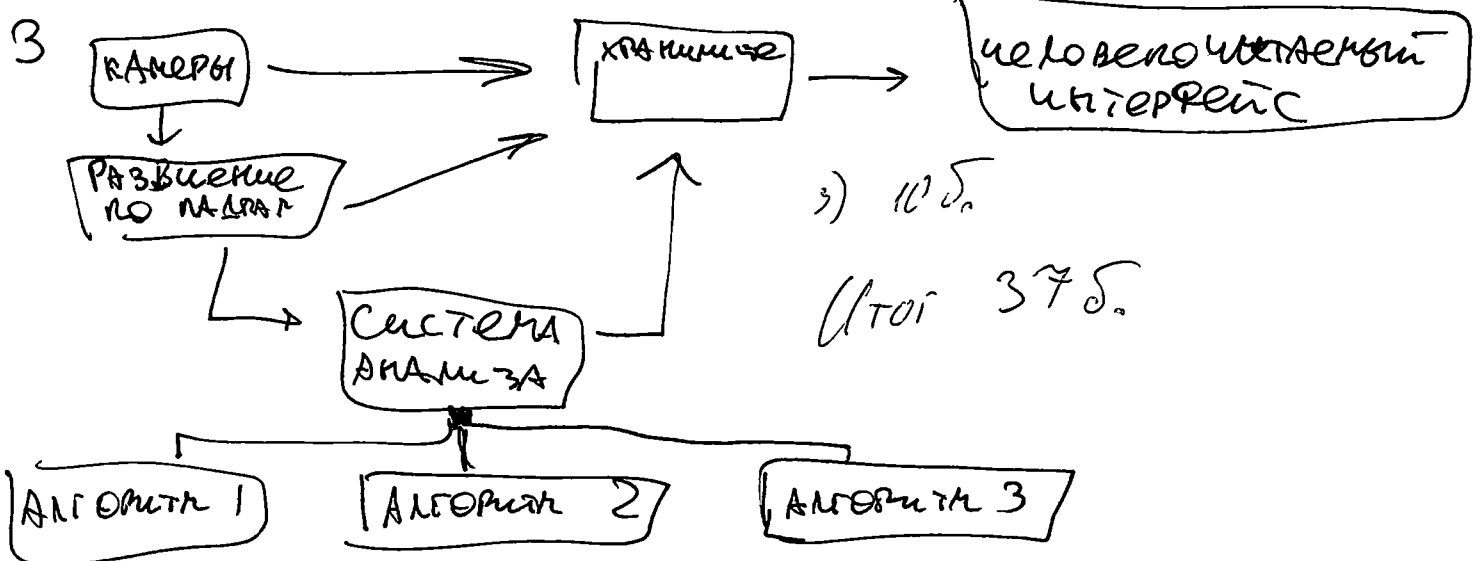 3
КАМЕРЫ
ХРАНИЛИЩЕ
ЧЕЛОВЕКОЧИТАЕМЫЙ
ИНТЕРФЕЙС
РАЗБИЕНИЕ
ПО КАДРАМ
3) 10 б.
Итог 37 б.
СИСТЕМА
АНАЛИЗА
АЛГОРИТМ 1
АЛГОРИТМ 2
АЛГОРИТМ 3